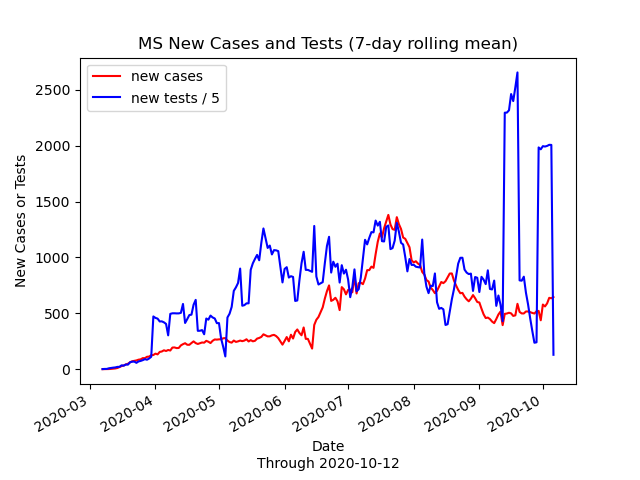 MS New Cases and Tests (7-day rolling mean)
new cases
new tests / 5
New Cases or Tests
2500
2000
1500
1000
500
0
2020-03
2020-04
2020-05
2020-06
2020-07
2020-08
2020-09
2020-10
Date
Through 2020-10-12